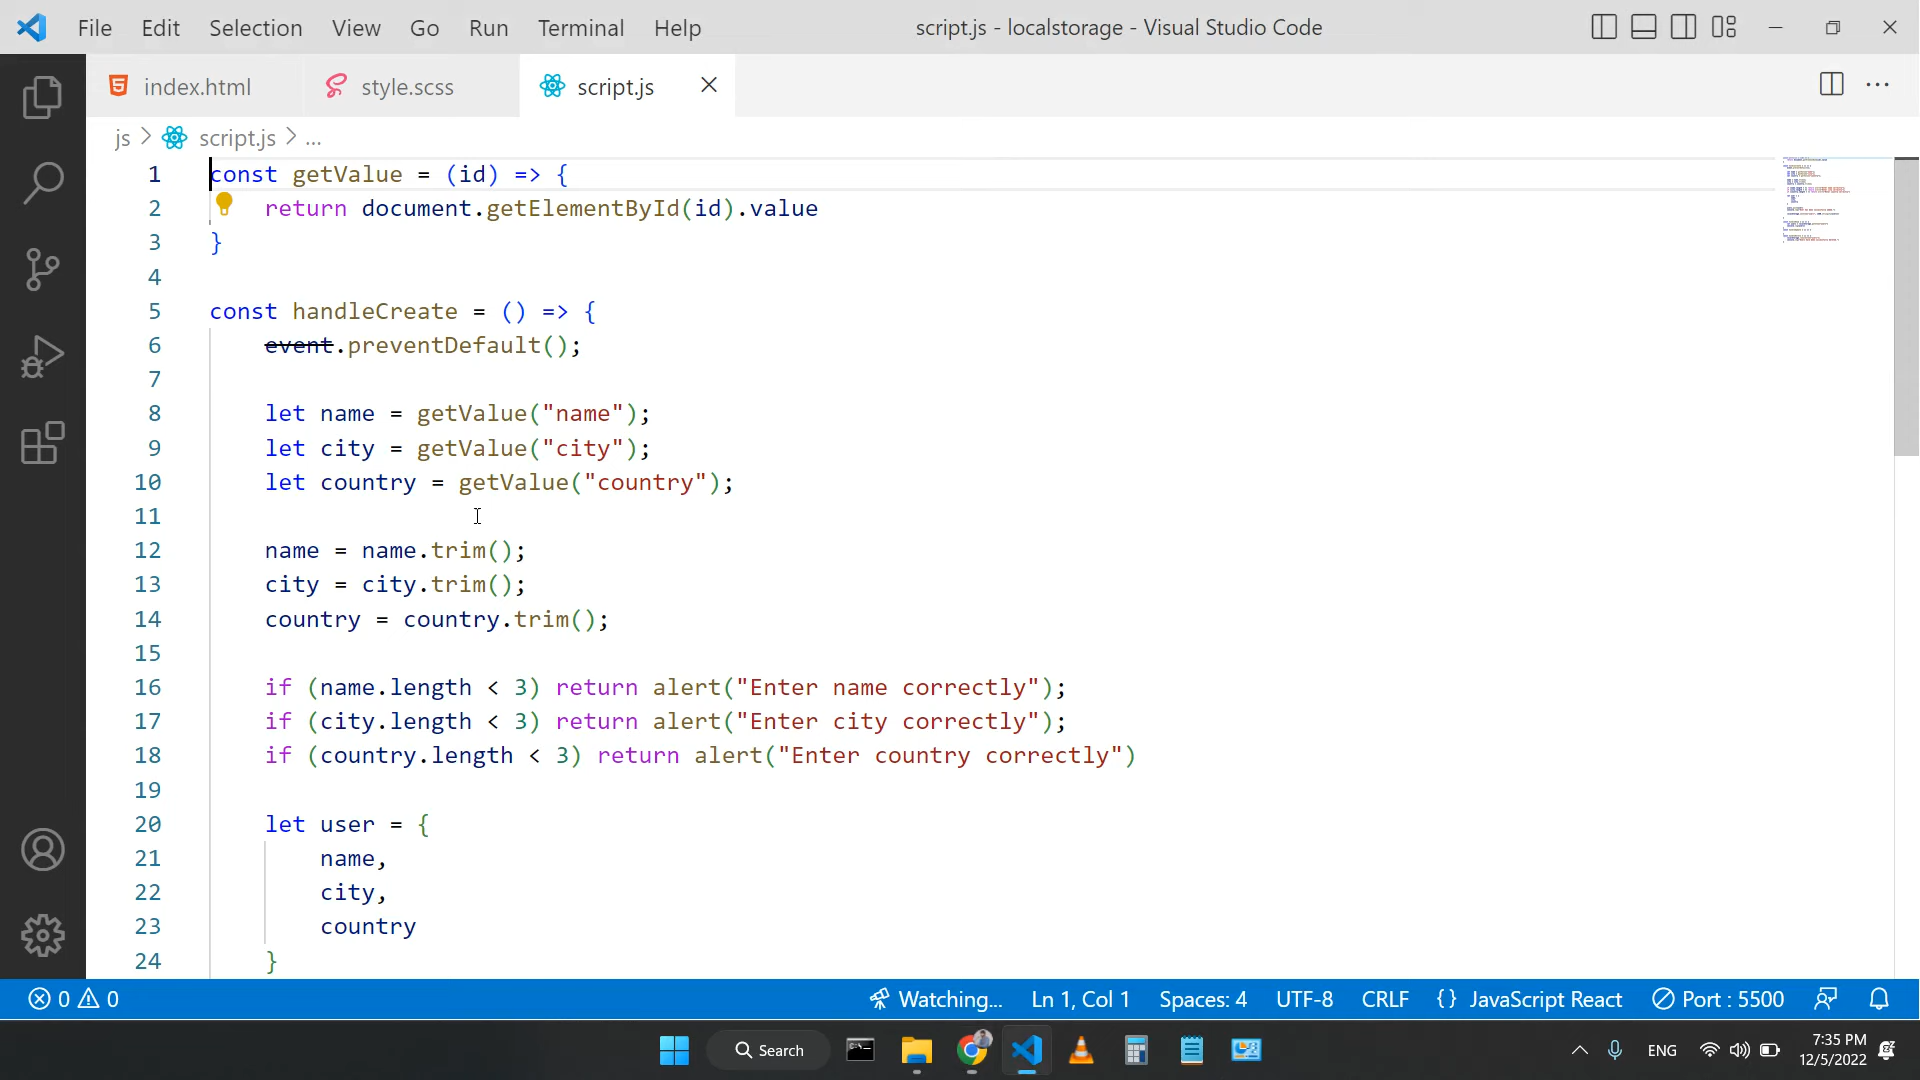 File Edit Selection View Go Run Terminal Help script.js - localstorage - Visual Studio Code
index.html style.scss script.js
js > script.js > ...
1 const getValue = (id) => {
2 return document.getElementById(id).value
3 }
4
5 const handleCreate = () => {
6 event.preventDefault();
7
8 let name = getValue("name");
9 let city = getValue("city");
10 let country = getValue("country");
11
12 name = name.trim();
13 city = city.trim();
14 country = country.trim();
15
16 if (name.length < 3) return alert("Enter name correctly");
17 if (city.length < 3) return alert("Enter city correctly");
18 if (country.length < 3) return alert("Enter country correctly")
19
20 let user = {
21 name,
22 city,
23 country
24 }
0 0 Watching... Ln 1, Col 1 Spaces: 4 UTF-8 CRLF {} JavaScript React Port : 5500
Search ENG 7:35 PM
12/5/2022